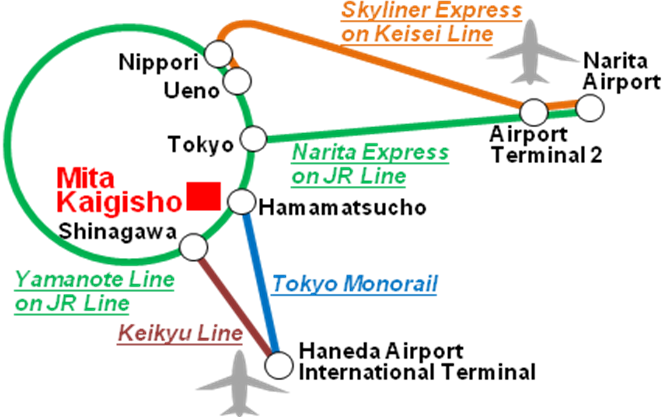 Skyliner Express
on Keisei Line
Nippori
Ueno
Narita
Airport
Tokyo
Airport
Terminal 2
Narita Express
on JR Line
Mita
Kaigisho
Hamamatsucho
Shinagawa
Yamanote Line
on JR Line
Tokyo Monorail
Keikyu Line
Haneda Airport
International Terminal